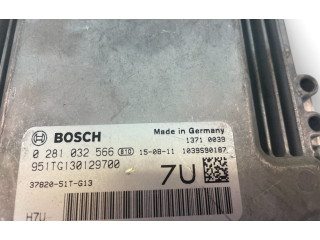 BOSCH
Made in Germany
1371 0039
0 281 032 566 15-08-11 1039S90187
951TG130129700
7U
37820-51T-G13
H7U